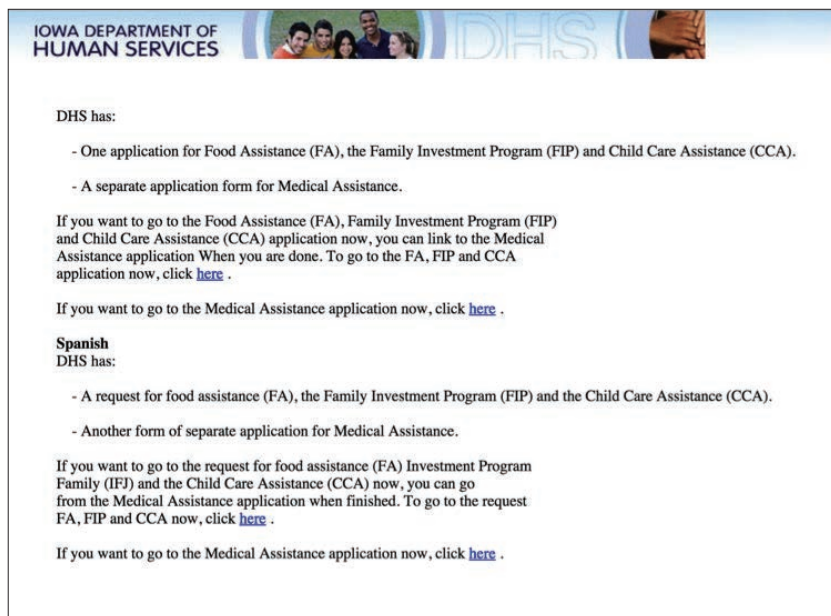 IOWA DEPARTMENT OF
HUMAN SERVICES
DHS
DHS has:
- One application for Food Assistance (FA), the Family Investment Program (FIP) and Child Care Assistance (CCA).
- A separate application form for Medical Assistance.
If you want to go to the Food Assistance (FA), Family Investment Program (FIP)
and Child Care Assistance (CCA) application now, you can link to the Medical
Assistance application When you are done. To go to the FA, FIP and CCA
application now, click here .
If you want to go to the Medical Assistance application now, click here .
Spanish
DHS has:
- A request for food assistance (FA), the Family Investment Program (FIP) and the Child Care Assistance (CCA).
- Another form of separate application for Medical Assistance.
If you want to go to the request for food assistance (FA) Investment Program
Family (IFJ) and the Child Care Assistance (CCA) now, you can go
from the Medical Assistance application when finished. To go to the request
FA, FIP and CCA now, click here .
If you want to go to the Medical Assistance application now, click here .